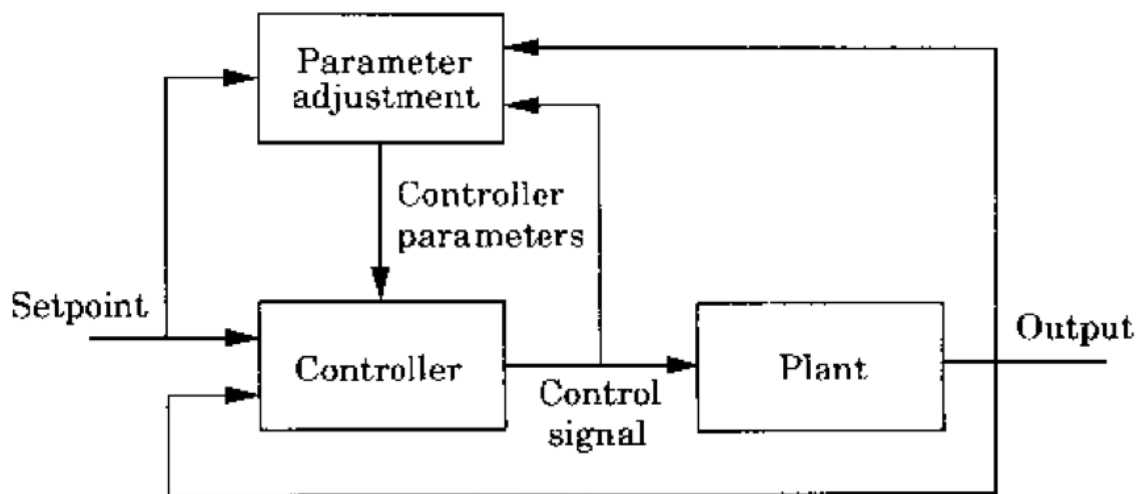 Parameter
adjustment
Controller
parameters
Setpoint
Controller
Control
signal
Plant
Output